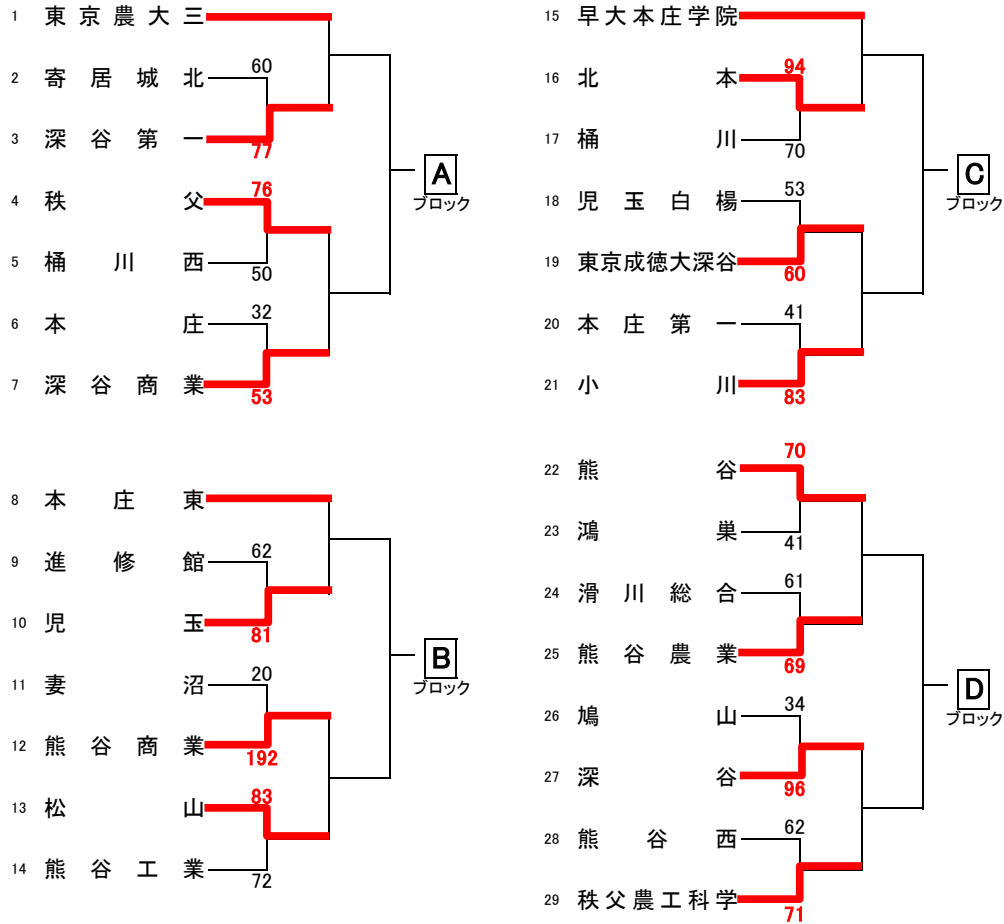 1 東京農大三
2 寄居城北 60
3 深谷第一 77
4 秩父 76
5 桶川西 50
6 本庄 32
7 深谷商業 53
A
ブロック
8 本庄東
9 進修館 62
10 児玉 81
11 妻沼 20
12 熊谷商業 192
13 松山 83
14 熊谷工業 72
B
ブロック
15 早大本庄学院
16 北本 94
17 桶川 70
18 児玉白楊 53
19 東京成徳大深谷 60
20 本庄第一 41
21 小川 83
C
ブロック
22 熊谷 70
23 鴻巣 41
24 滑川総合 61
25 熊谷農業 69
26 鳩山 34
27 深谷 96
28 熊谷西 62
29 秩父農工科学 71
D
ブロック